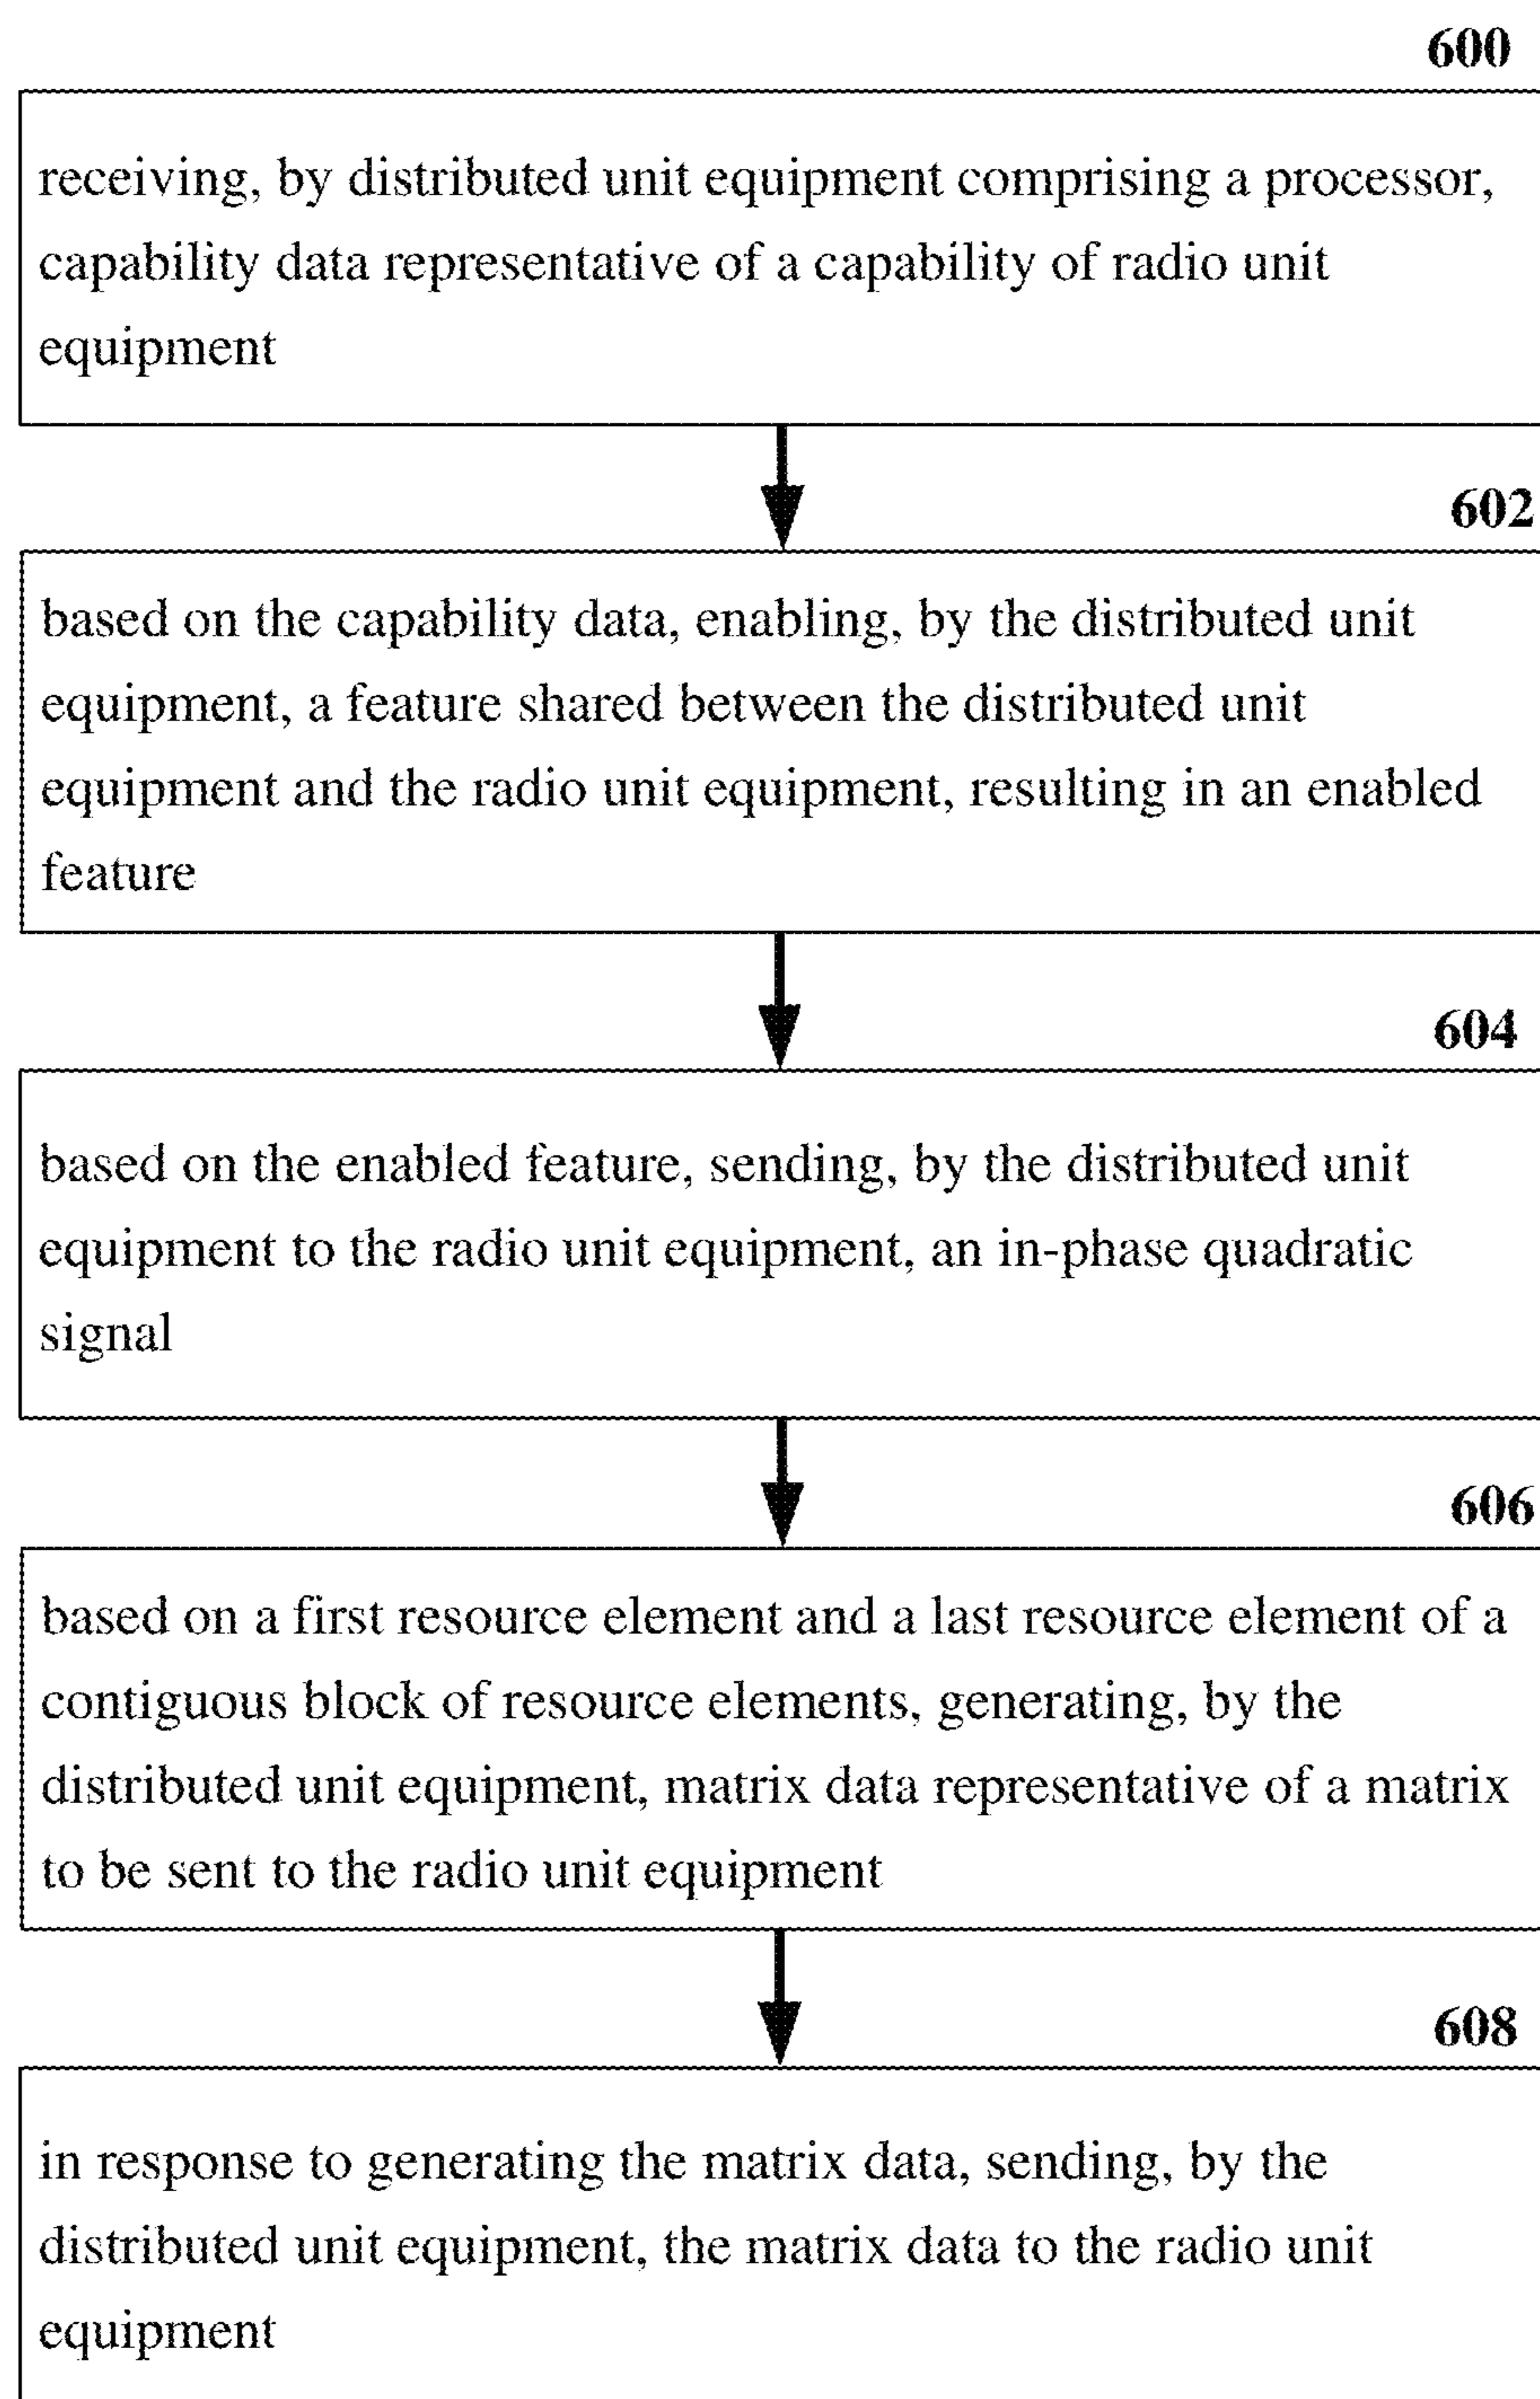 600
receiving, by distributed unit equipment comprising a processor,
capability data representative of a capability of radio unit
equipment
602
based on the capability data, enabling, by the distributed unit
equipment, a feature shared between the distributed unit
equipment and the radio unit equipment, resulting in an enabled
feature
604
based on the enabled feature, sending, by the distributed unit
equipment to the radio unit equipment, an in-phase quadratic
signal
606
based on a first resource element and a last resource element of a
contiguous block of resource elements, generating, by the
distributed unit equipment, matrix data representative of a matrix
to be sent to the radio unit equipment
608
in response to generating the matrix data, sending, by the
distributed unit equipment, the matrix data to the radio unit
equipment